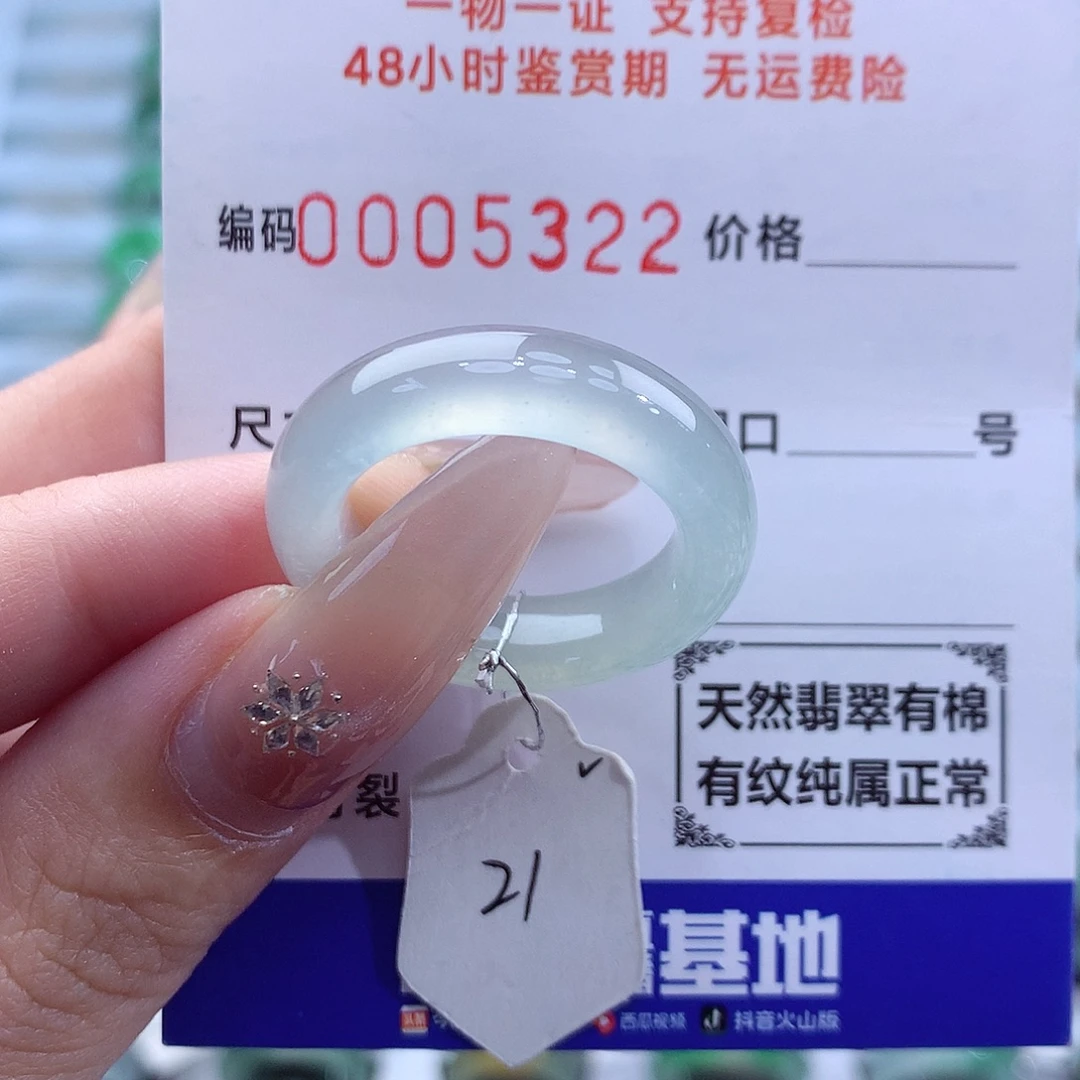 一物一证 支持复检
48小时鉴赏期 无运费险
编码0005322 价格
尺
口 号
天然翡翠有棉
有纹纯属正常
裂
21
基地
西瓜视频 抖音火山版